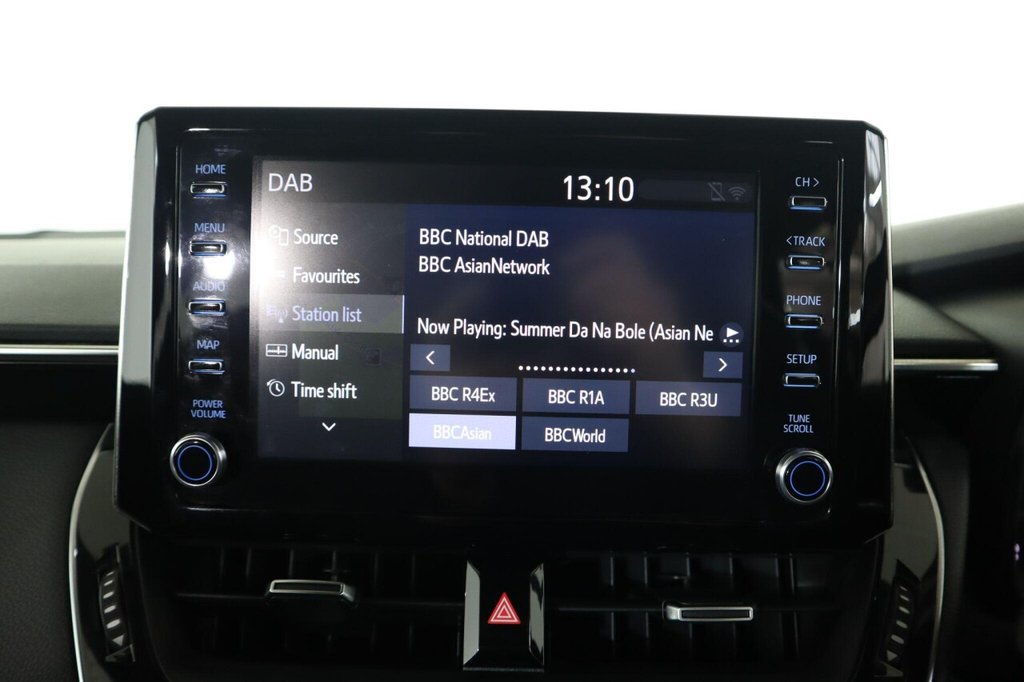 HOME
MENU
AUDIO
MAP
POWER
VOLUME
DAB
13:10
Source
Favourites
Station list
Manual
Time shift
BBC National DAB
BBC AsianNetwork
Now Playing: Summer Da Na Bole (Asian Ne
BBC R4Ex
BBC R1A
BBC R3U
BBCAsian
BBCWorld
CH >
< TRACK
PHONE
SETUP
TUNE
SCROLL